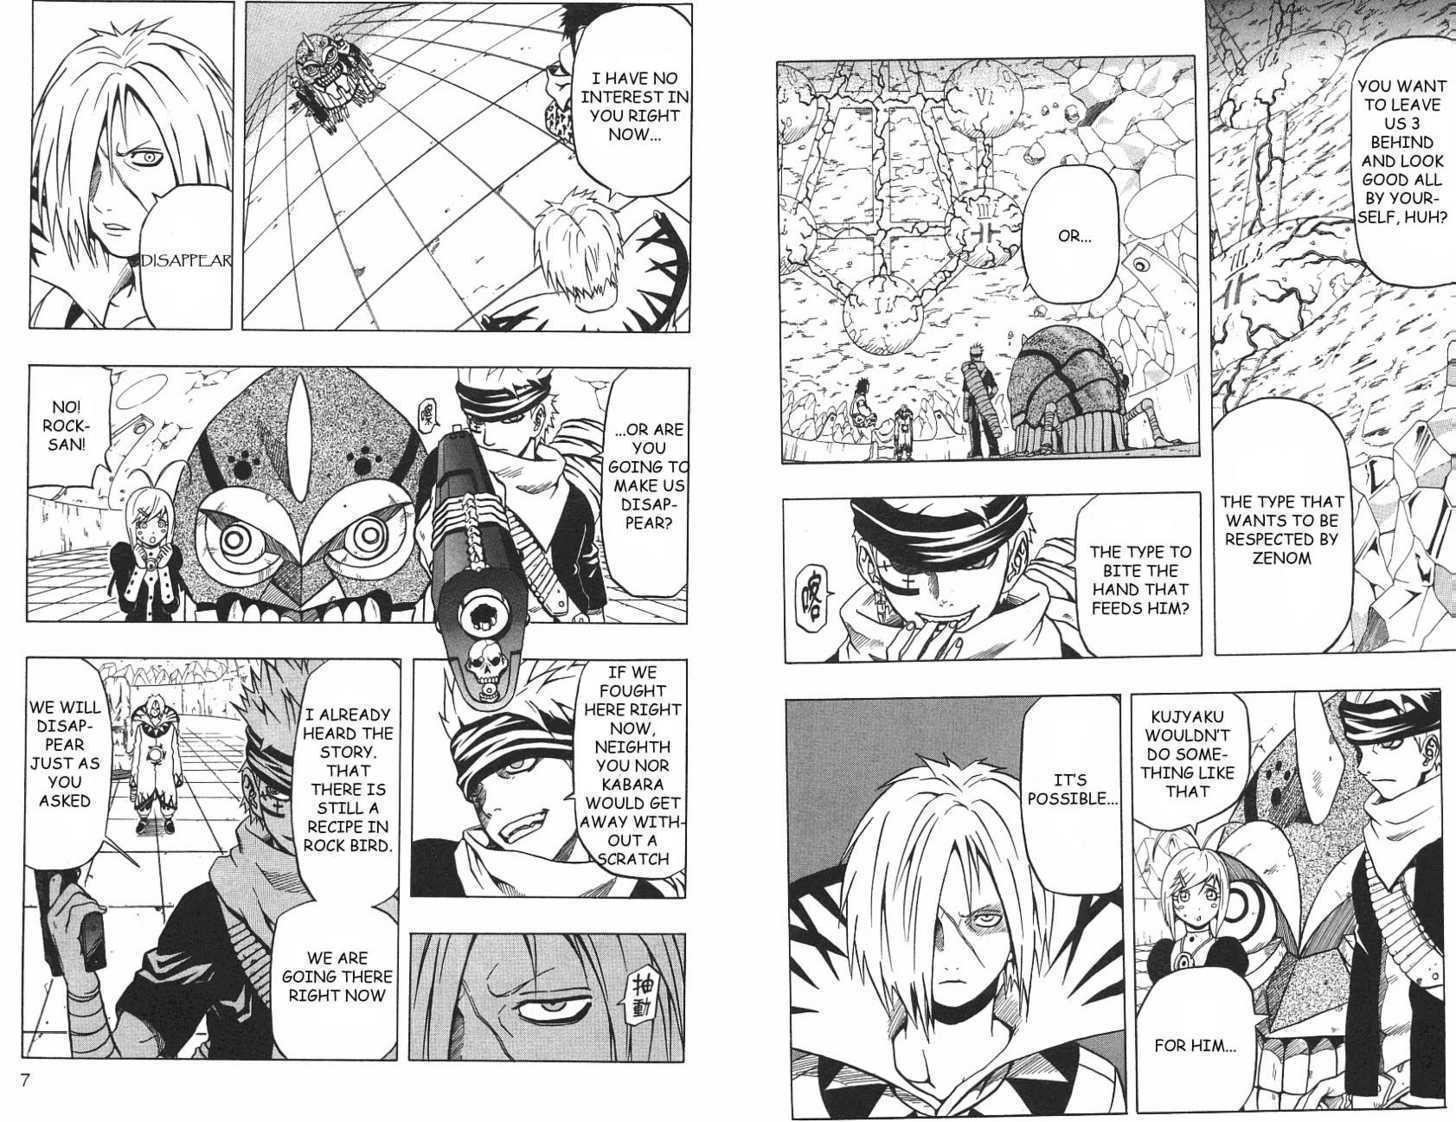 YOU WANT
TO LEAVE
US 3
BEHIND
AND LOOK
GOOD ALL
BY YOUR-
SELF, HUH?
THE TYPE THAT
WANTS TO BE
RESPECTED BY
ZENOM
OR...
VI
III
THE TYPE TO
BITE THE
HAND THAT
FEEDS HIM?
喀
KUJYAKU
WOULDN'T
DO SOME-
THING LIKE
THAT
FOR HIM...
IT'S
POSSIBLE...
I HAVE NO
INTEREST IN
YOU RIGHT
NOW...
DISAPPEAR
...OR ARE
YOU
GOING TO
MAKE US
DISAP-
PEAR?
NO!
ROCK-
SAN!
IF WE
FOUGHT
HERE RIGHT
NOW,
NEIGHTH
YOU NOR
KABARA
WOULD GET
AWAY WITH-
OUT A
SCRATCH
抽動
I ALREADY
HEARD THE
STORY.
THAT
THERE IS
STILL A
RECIPE IN
ROCK BIRD.
WE ARE
GOING THERE
RIGHT NOW
WE WILL
DISAP-
PEAR
JUST AS
YOU
ASKED
7